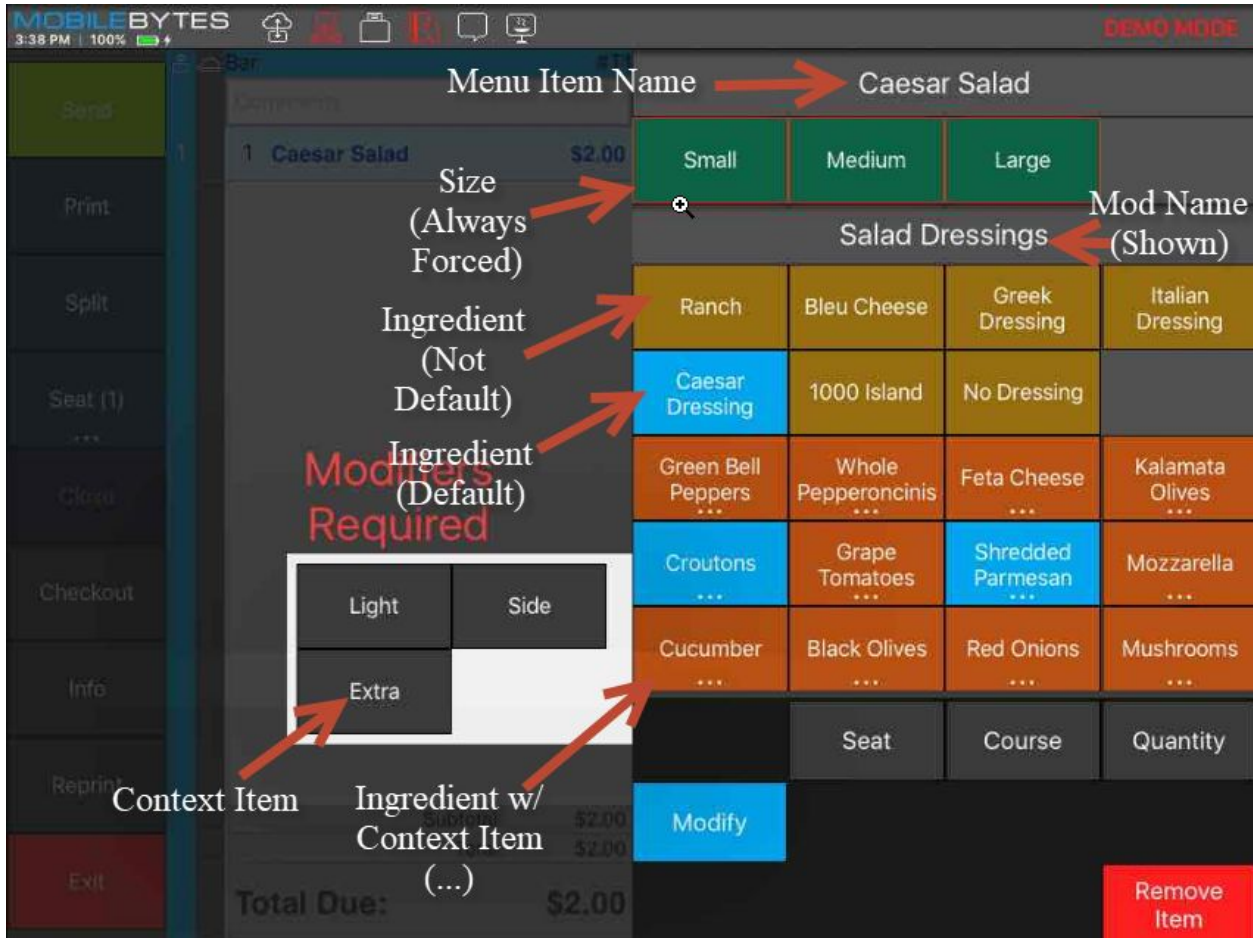 MOBILEBYTES
3:38 PM | 100%
DEMO MODE
Bar
#T1
Comments
Send
Print
Split
Seat (1)
...
Close
Checkout
Info
Reprint
Exit
1
1 Caesar Salad $2.00
Menu Item Name
Caesar Salad
Size
(Always
Forced)
Small
Medium
Large
Salad Dressings
Mod Name
(Shown)
Ingredient
(Not
Default)
Ranch
Bleu Cheese
Greek
Dressing
Italian
Dressing
Ingredient
(Default)
Caesar
Dressing
1000 Island
No Dressing
Modifiers
Required
Green Bell
Peppers
...
Whole
Pepperoncinis
...
Feta Cheese
...
Kalamata
Olives
...
Croutons
...
Grape
Tomatoes
...
Shredded
Parmesan
...
Mozzarella
...
Cucumber
...
Black Olives
...
Red Onions
...
Mushrooms
...
Light
Side
Extra
Context Item
Ingredient w/
Context Item
(...)
Seat
Course
Quantity
Modify
Remove
Item
Subtotal
$2.00
$2.00
Total Due: $2.00